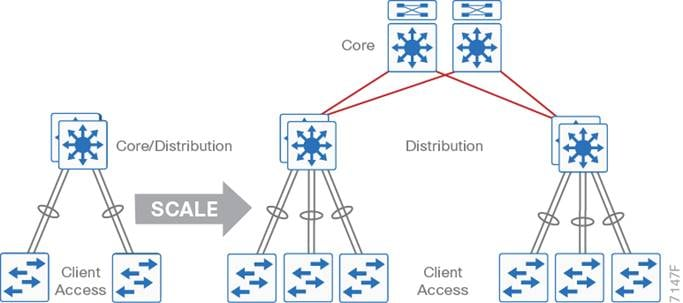 Core
Core/Distribution
Distribution
SCALE
Client
Access
Client
Access
7147F